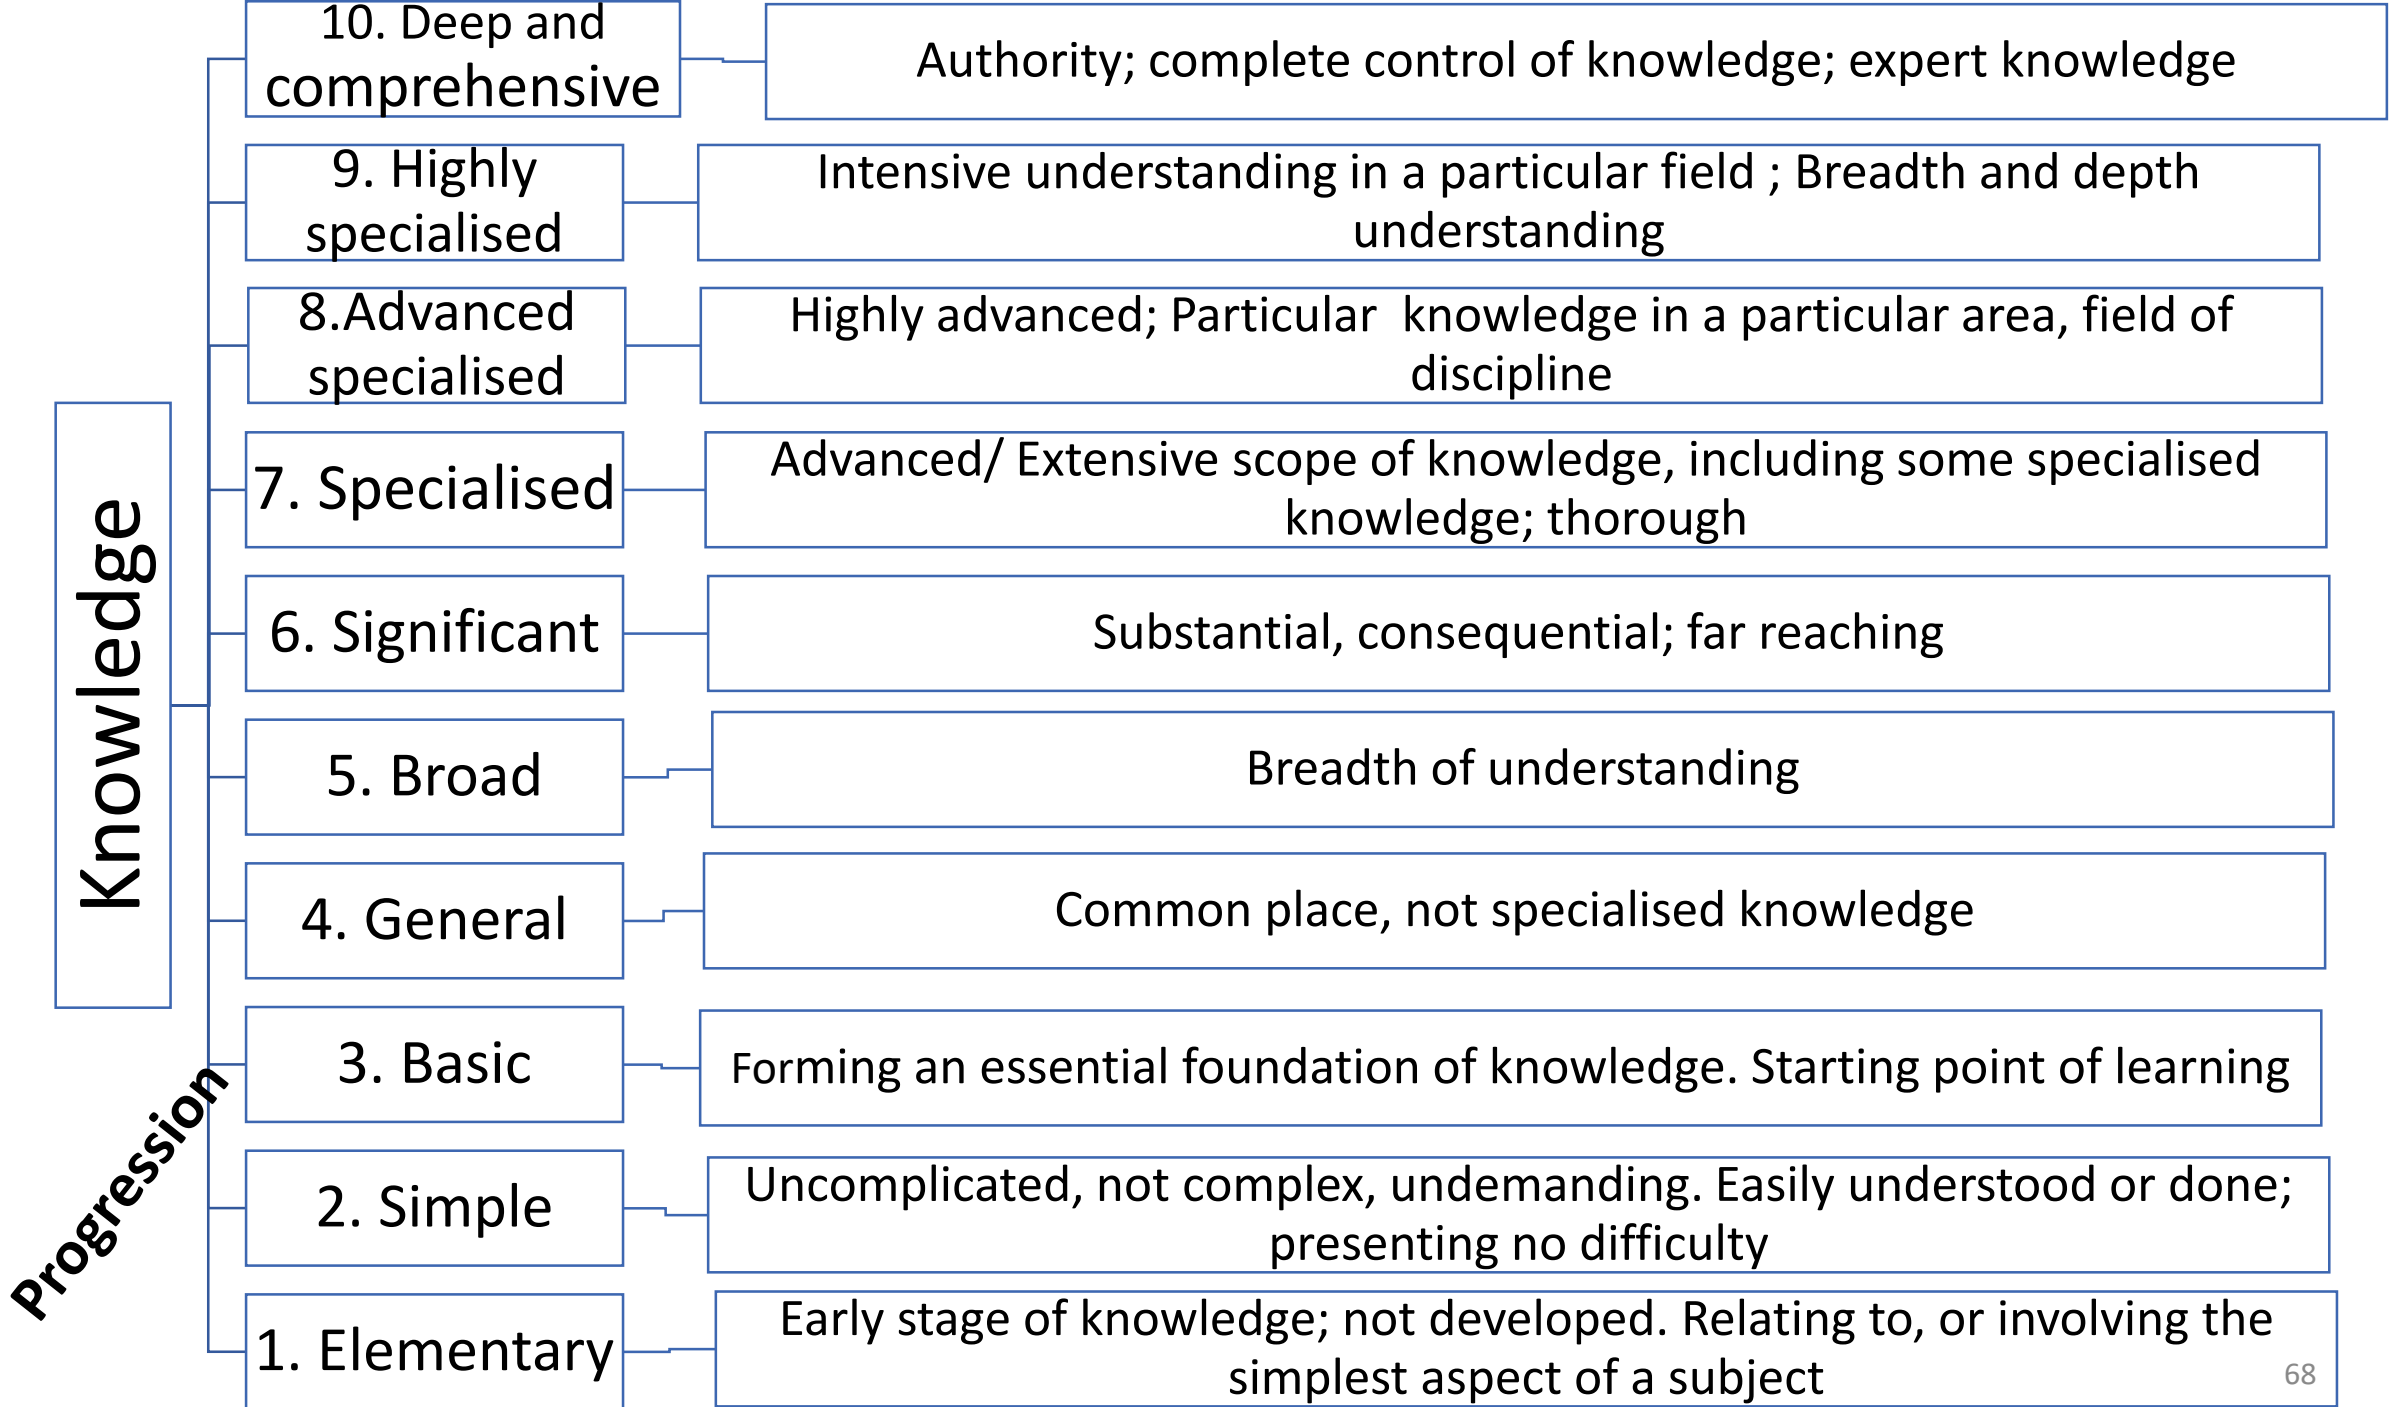 10. Deep and
comprehensive
Authority; complete control of knowledge; expert knowledge
9. Highly
specialised
Intensive understanding in a particular field ; Breadth and depth
understanding
8.Advanced
specialised
Highly advanced; Particular  knowledge in a particular area, field of
discipline
7. Specialised
Advanced/ Extensive scope of knowledge, including some specialised
knowledge; thorough
Knowledge
6. Significant
Substantial, consequential; far reaching
5. Broad
Breadth of understanding
4. General
Common place, not specialised knowledge
3. Basic
Forming an essential foundation of knowledge. Starting point of learning
Progression
2. Simple
Uncomplicated, not complex, undemanding. Easily understood or done;
presenting no difficulty
1. Elementary
Early stage of knowledge; not developed. Relating to, or involving the
simplest aspect of a subject
68